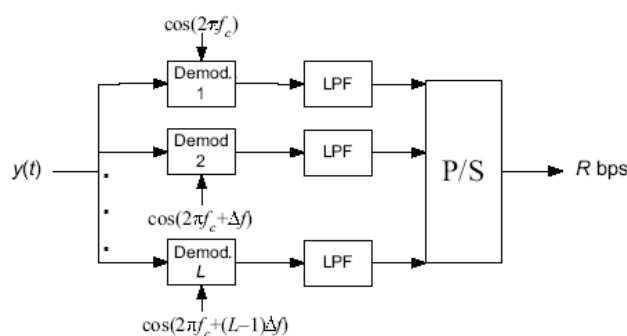 cos(2πf_c)
Demod.
1
LPF
Demod.
2
LPF
y(t)
P/S
R bps
cos(2πf_c+Δf)
Demod.
L
LPF
cos(2πf_c+(L−1)Δf)